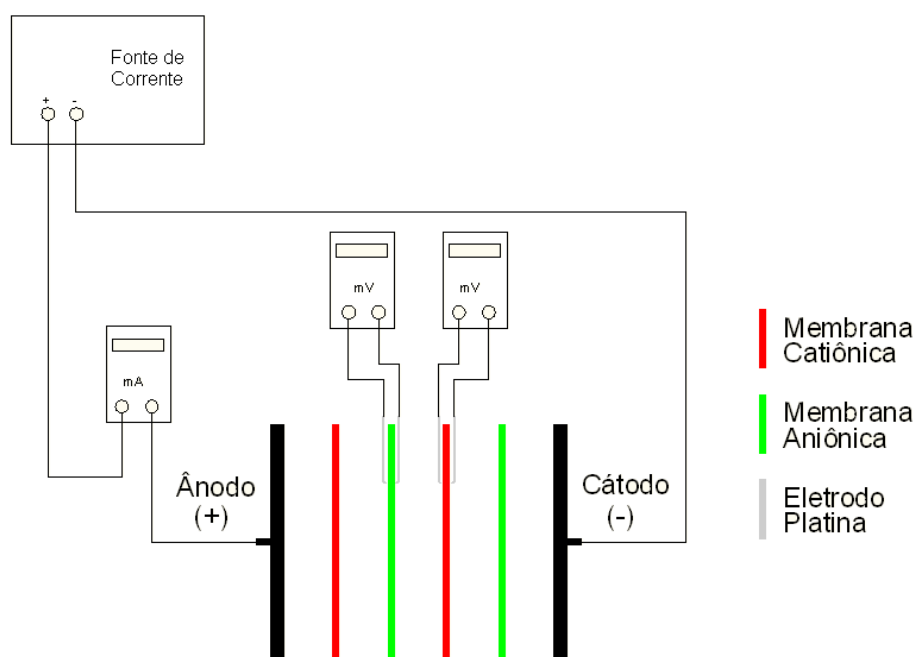 Fonte de
Corrente
+ -
mV
mV
mA
Ânodo
(+)
Cátodo
(-)
Membrana
Catiônica
Membrana
Aniônica
Eletrodo
Platina